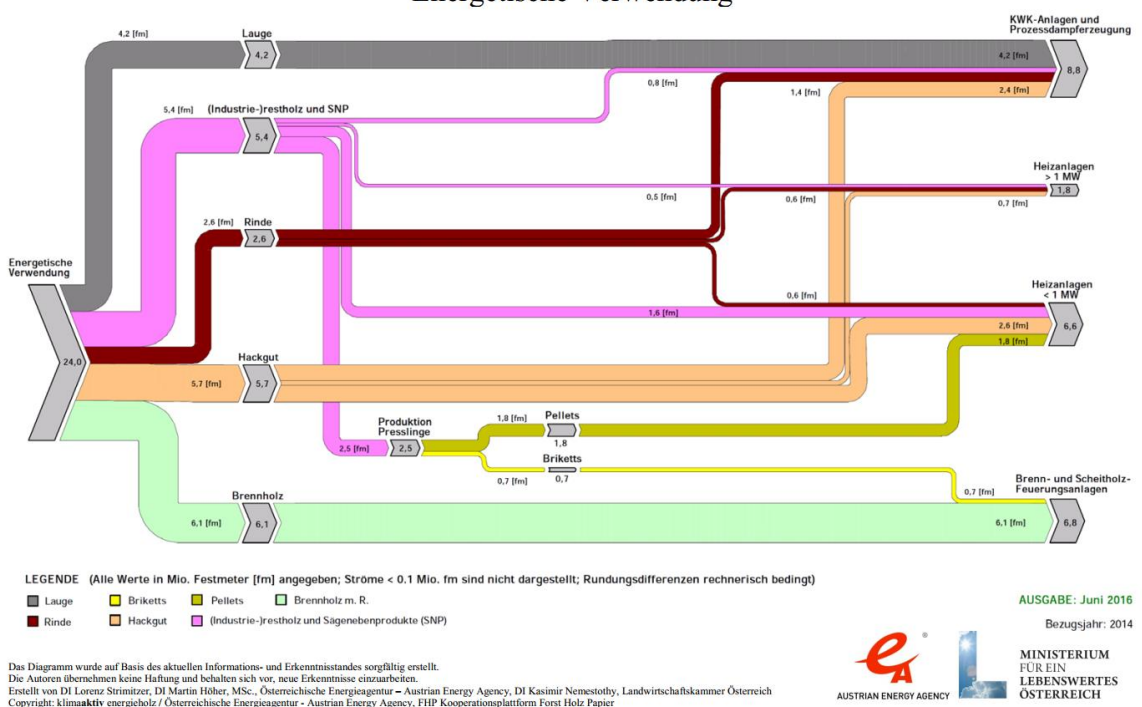 Energetische Verwendung
KWK-Anlagen und
Prozessdampferzeugung
4,2 [fm]
Lauge
4,2
4,2 [fm]
8,8
0,8 [fm]
1,4 [fm]
2,4 [fm]
5,4 [fm]
(Industrie-)restholz und SNP
5,4
Heizanlagen
> 1 MW
1,8
0,5 [fm]
0,6 [fm]
0,7 [fm]
2,6 [fm]
Rinde
2,6
Energetische
Verwendung
24,0
Heizanlagen
< 1 MW
0,6 [fm]
1,6 [fm]
2,6 [fm]
6,6
1,8 [fm]
Hackgut
5,7 [fm]
5,7
Produktion
Presslinge
2,5 [fm]
2,5
1,8 [fm]
Pellets
1,8
Briketts
0,7 [fm]
0,7
Brenn- und Scheitholz-
Feuerungsanlagen
0,7 [fm]
Brennholz
6,1 [fm]
6,1
6,1 [fm]
6,8
LEGENDE (Alle Werte in Mio. Festmeter [fm] angegeben; Ströme < 0.1 Mio. fm sind nicht dargestellt; Rundungsdifferenzen rechnerisch bedingt)
Lauge
Briketts
Pellets
Brennholz m. R.
Rinde
Hackgut
(Industrie-)restholz und Sägenebenprodukte (SNP)
AUSGABE: Juni 2016
Bezugsjahr: 2014
Das Diagramm wurde auf Basis des aktuellen Informations- und Erkenntnisstandes sorgfältig erstellt.
Die Autoren übernehmen keine Haftung und behalten sich vor, neue Erkenntnisse einzuarbeiten.
Erstellt von DI Lorenz Strimitzer, DI Martin Höher, MSc., Österreichische Energieagentur – Austrian Energy Agency, DI Kasimir Nemestothy, Landwirtschaftskammer Österreich
Copyright: klimaaktiv energieholz / Österreichische Energieagentur - Austrian Energy Agency, FHP Kooperationsplattform Forst Holz Papier
AUSTRIAN ENERGY AGENCY
MINISTERIUM
FÜR EIN
LEBENSWERTES
ÖSTERREICH